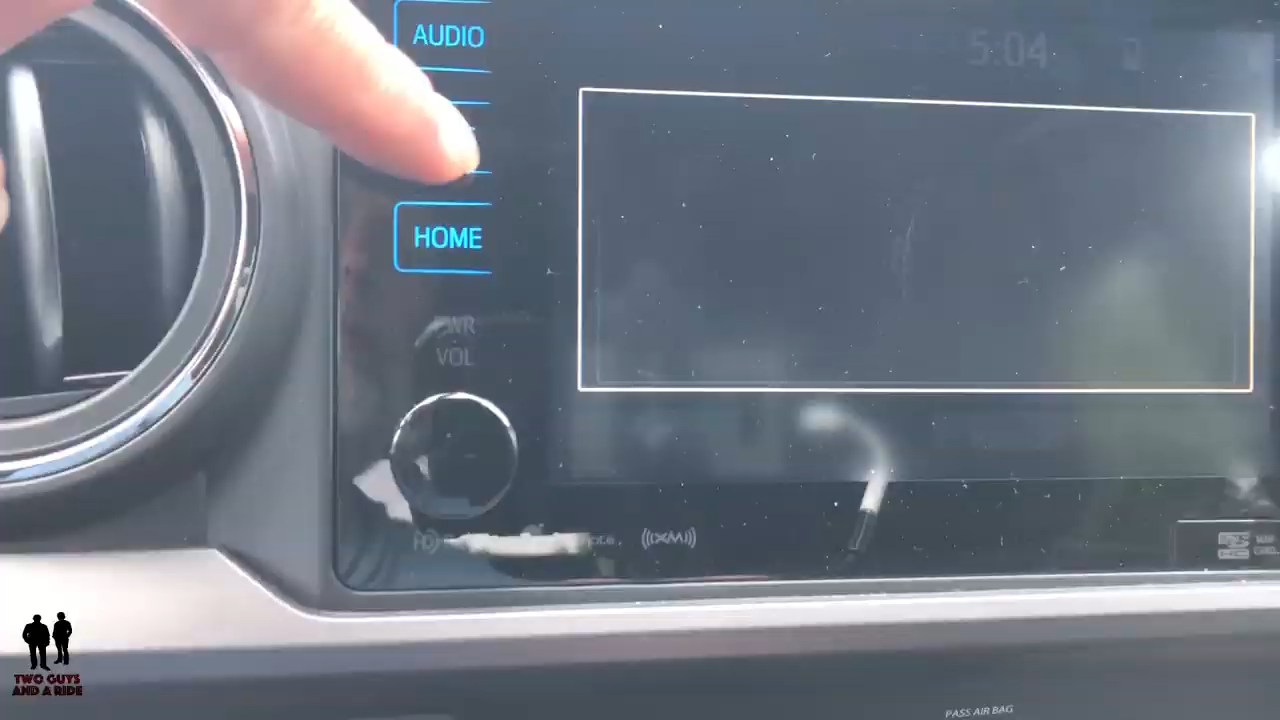 AUDIO
5:04
HOME
PWR
VOL
((XM))
PASS AIR BAG
TWO GUYS
AND A RIDE